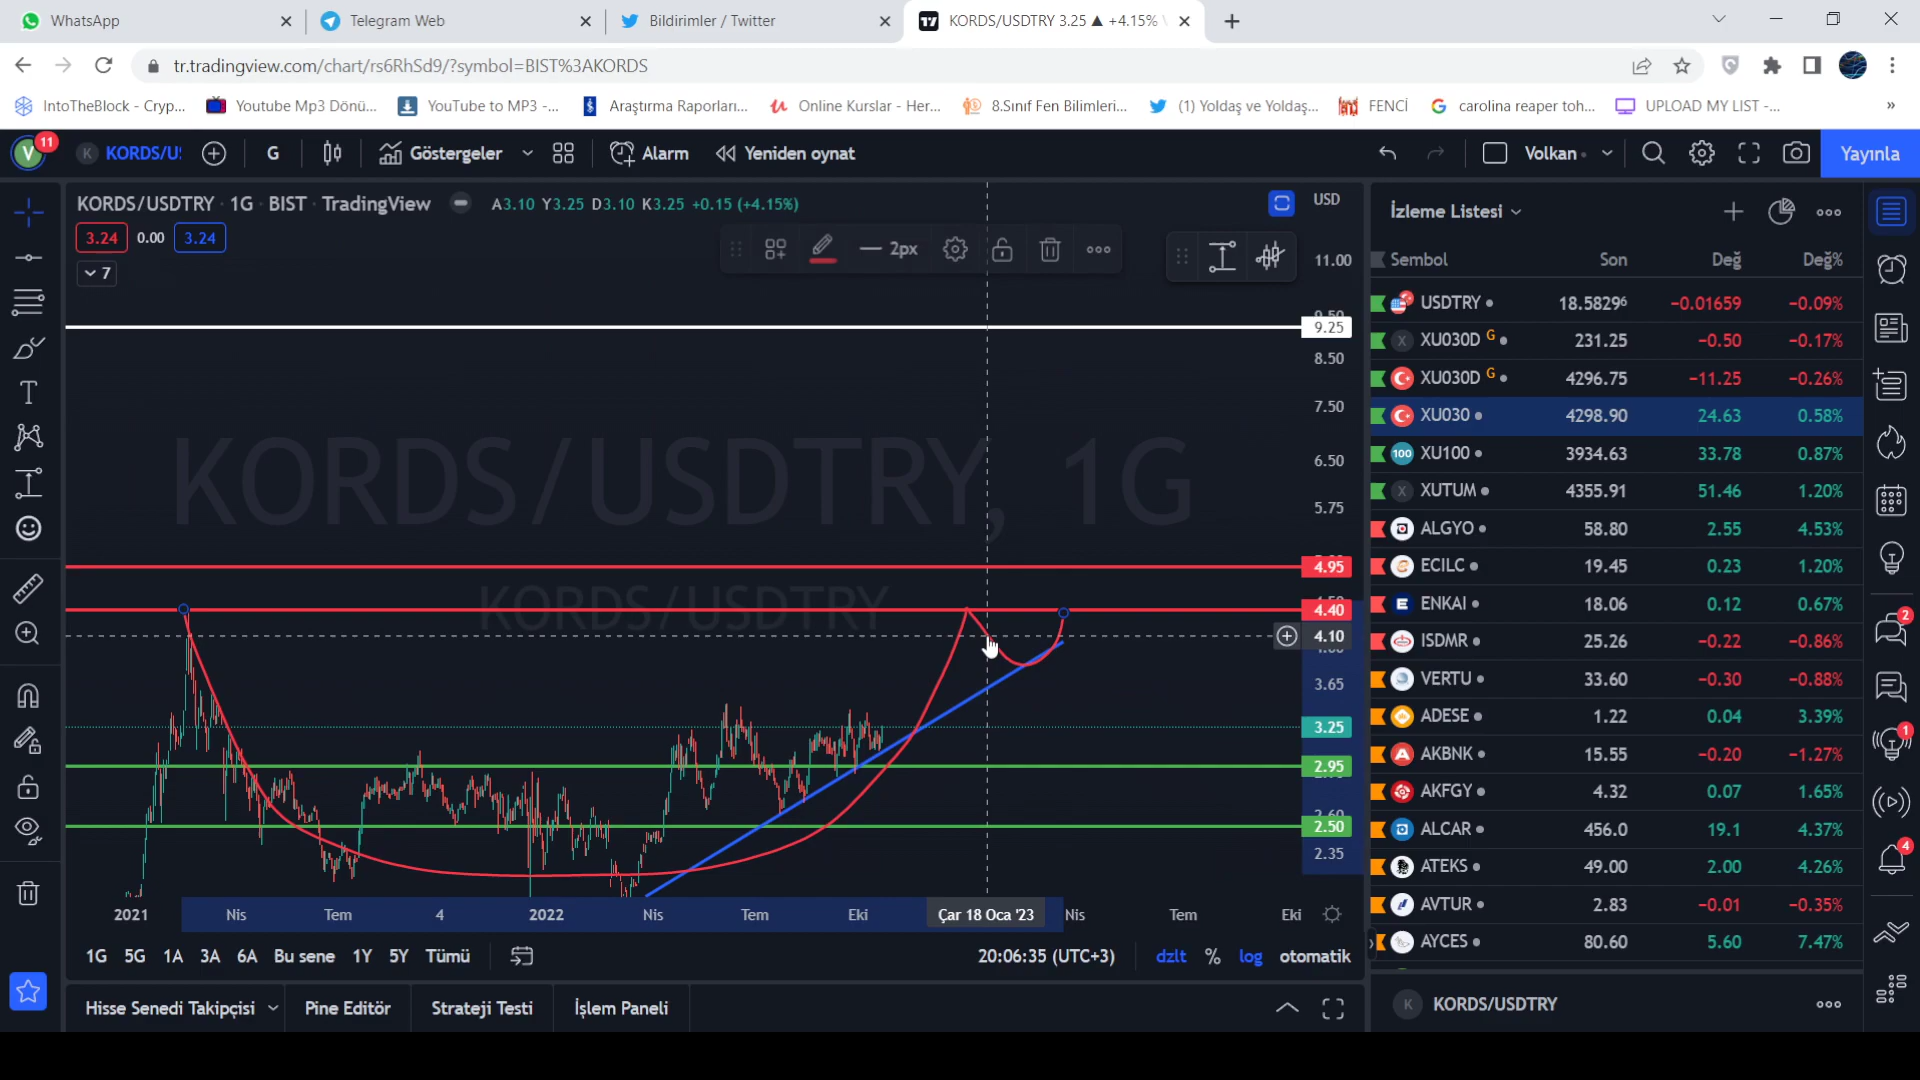 WhatsApp
Telegram Web
Bildirimler / Twitter
KORDS/USDTRY 3.25 ▲ +4.15%
tr.tradingview.com/chart/rs6RhSd9/?symbol=BIST%3AKORDS
IntoTheBlock - Cryp...
Youtube Mp3 Dönü...
YouTube to MP3 -...
Araştırma Raporları...
Online Kurslar - Her...
8.Sınıf Fen Bilimleri...
(1) Yoldaş ve Yoldaş...
FENCİ
carolina reaper toh...
UPLOAD MY LIST -...
»
V 11
K KORDS/U
G
Göstergeler
Alarm
Yeniden oynat
Volkan
Yayınla
KORDS/USDTRY · 1G · BIST · TradingView
A3.10 Y3.25 D3.10 K3.25 +0.15 (+4.15%)
3.24 0.00 3.24
7
2px
USD
11.00
9.25
8.50
7.50
6.50
5.75
4.95
4.40
4.10
3.65
3.25
2.95
2.50
2.35
KORDS/USDTRY, 1G
KORDS/USDTRY
2021 Nis Tem 4 2022 Nis Tem Eki Çar 18 Oca '23 Nis Tem Eki
1G 5G 1A 3A 6A Bu sene 1Y 5Y Tümü
20:06:35 (UTC+3) dzlt % log otomatik
Hisse Senedi Takipçisi Pine Editör Strateji Testi İşlem Paneli
İzleme Listesi
Sembol Son Değ Değ%
USDTRY 18.5829⁶ −0.01659 −0.09%
X XU030D G 231.25 −0.50 −0.17%
XU030D G 4296.75 −11.25 −0.26%
XU030 4298.90 24.63 0.58%
100 XU100 3934.63 33.78 0.87%
X XUTUM 4355.91 51.46 1.20%
ALGYO 58.80 2.55 4.53%
ECILC 19.45 0.23 1.20%
ENKAI 18.06 0.12 0.67%
ISDMR 25.26 −0.22 −0.86%
VERTU 33.60 −0.30 −0.88%
ADESE 1.22 0.04 3.39%
AKBNK 15.55 −0.20 −1.27%
AKFGY 4.32 0.07 1.65%
ALCAR 456.0 19.1 4.37%
ATEKS 49.00 2.00 4.26%
AVTUR 2.83 −0.01 −0.35%
AYCES 80.60 5.60 7.47%
K KORDS/USDTRY
2
1
4